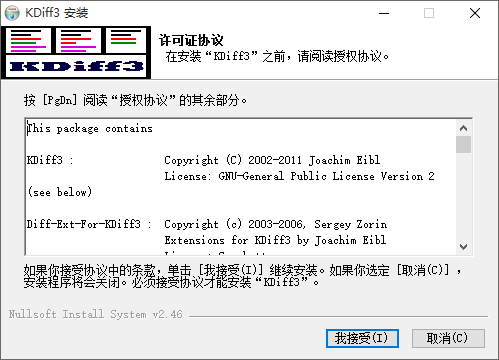 KDiff3 安装
KDiff3
许可证协议
在安装“KDiff3”之前，请阅读授权协议。
按 [PgDn] 阅读“授权协议”的其余部分。
This package contains
KDiff3 : Copyright (C) 2002-2011 Joachim Eibl
License: GNU-General Public License Version 2
(see below)
Diff-Ext-For-KDiff3 : Copyright (c) 2003-2006, Sergey Zorin
Extensions for KDiff3 by Joachim Eibl
如果你接受协议中的条款，单击 [我接受(I)] 继续安装。如果你选定 [取消(C)] ，
安装程序将会关闭。必须接受协议才能安装“KDiff3”。
Nullsoft Install System v2.46
我接受(I) 取消(C)